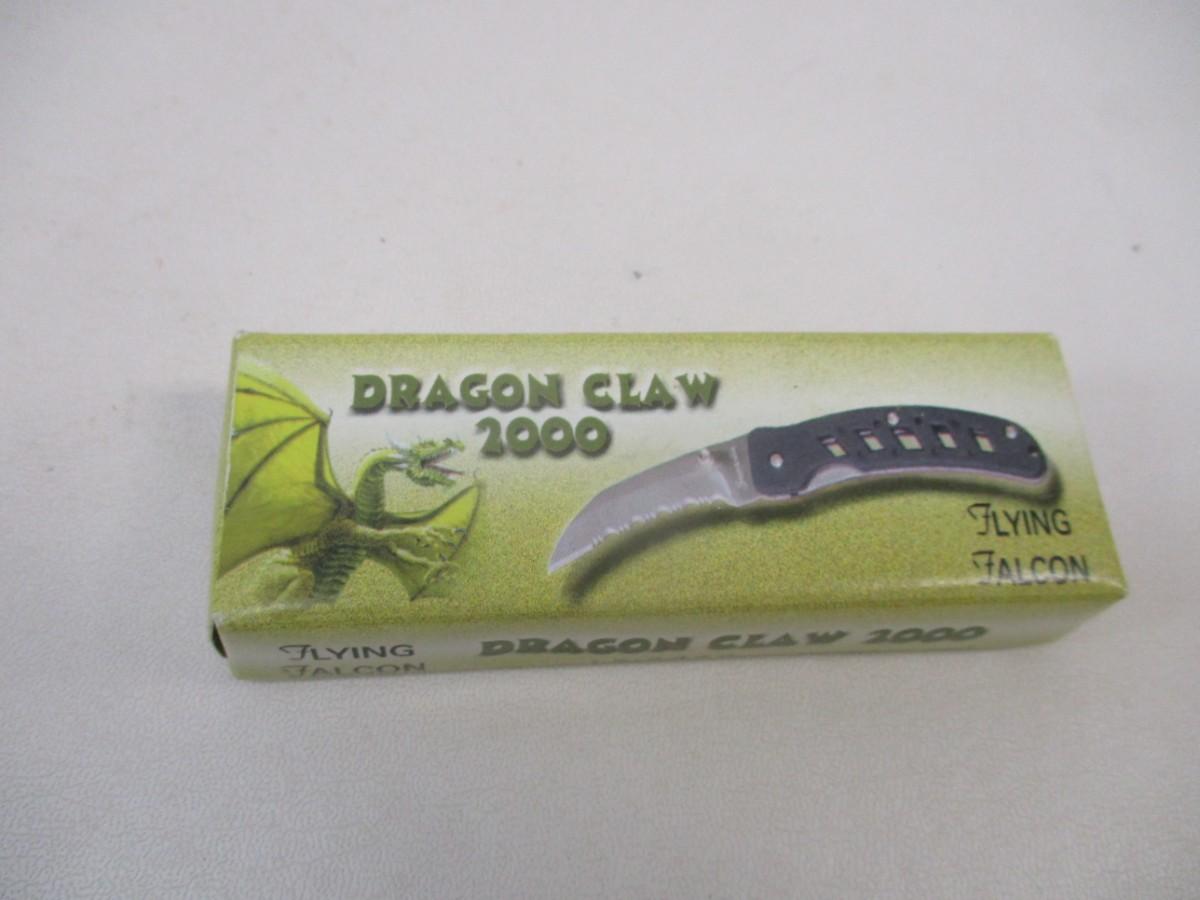 DRAGON CLAW
2000
FLYING
FALCON
FLYING
FALCON
DRAGON CLAW 2000